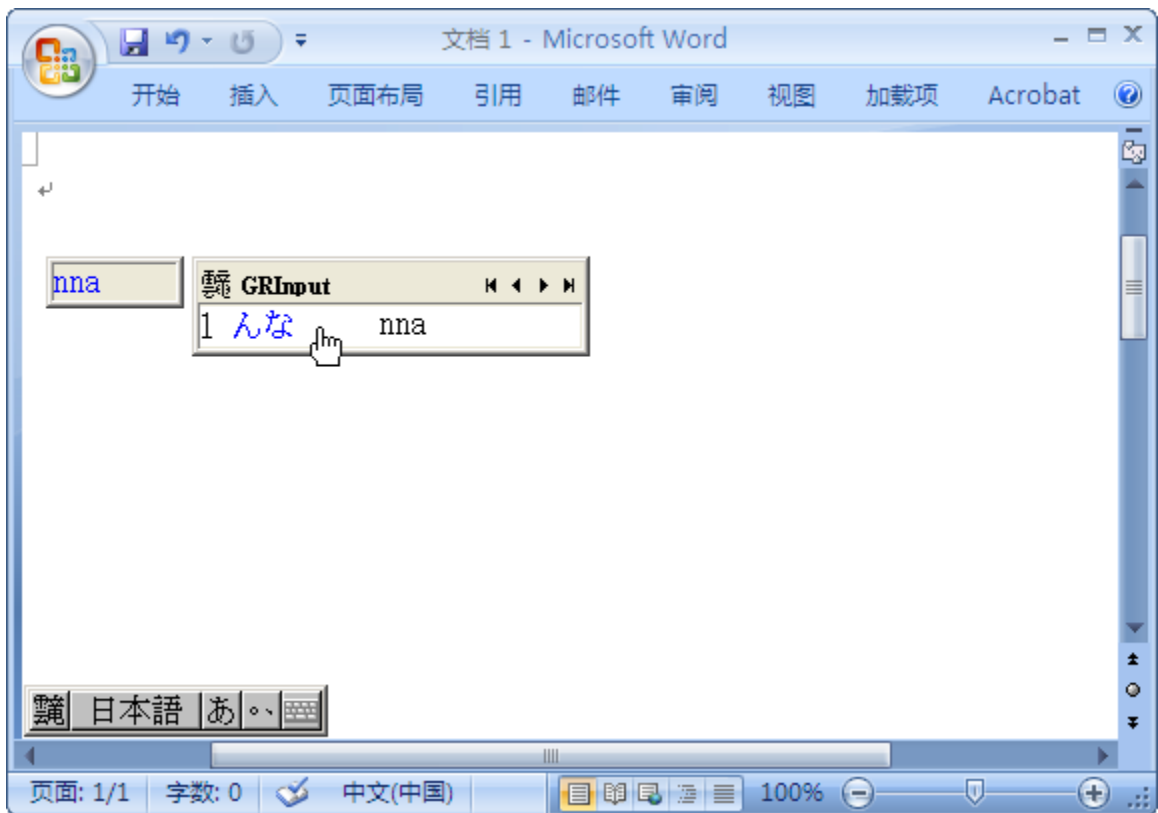 文档 1 - Microsoft Word
开始 插入 页面布局 引用 邮件 审阅 视图 加载项 Acrobat
nna
GRInput
1 んな nna
日本語 あ 。、
页面: 1/1 字数: 0 中文(中国) 100%